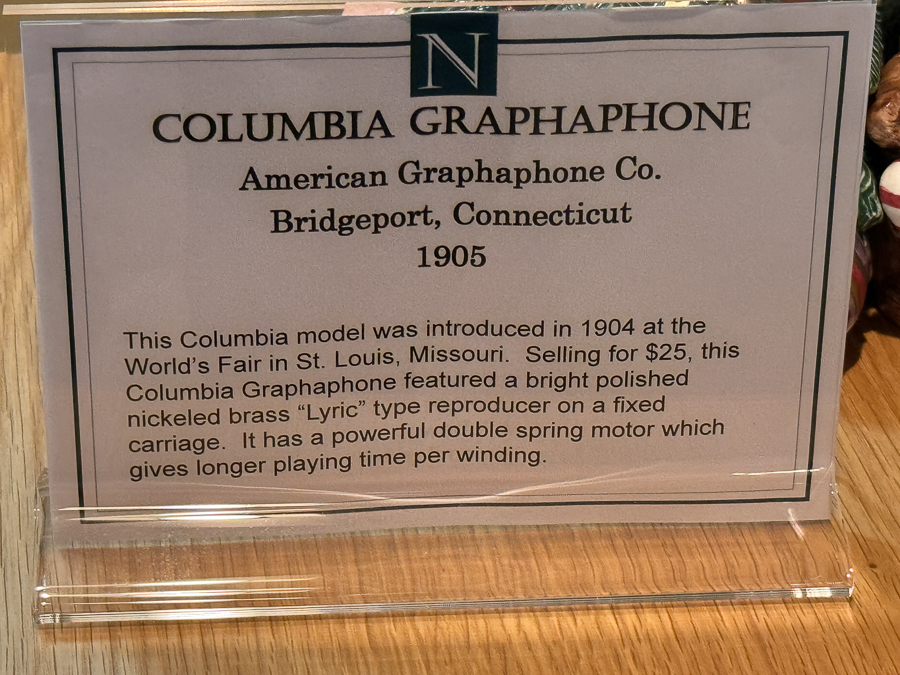 N
COLUMBIA GRAPHAPHONE
American Graphaphone Co.
Bridgeport, Connecticut
1905
This Columbia model was introduced in 1904 at the
World's Fair in St. Louis, Missouri.  Selling for $25, this
Columbia Graphaphone featured a bright polished
nickeled brass “Lyric” type reproducer on a fixed
carriage.  It has a powerful double spring motor which
gives longer playing time per winding.